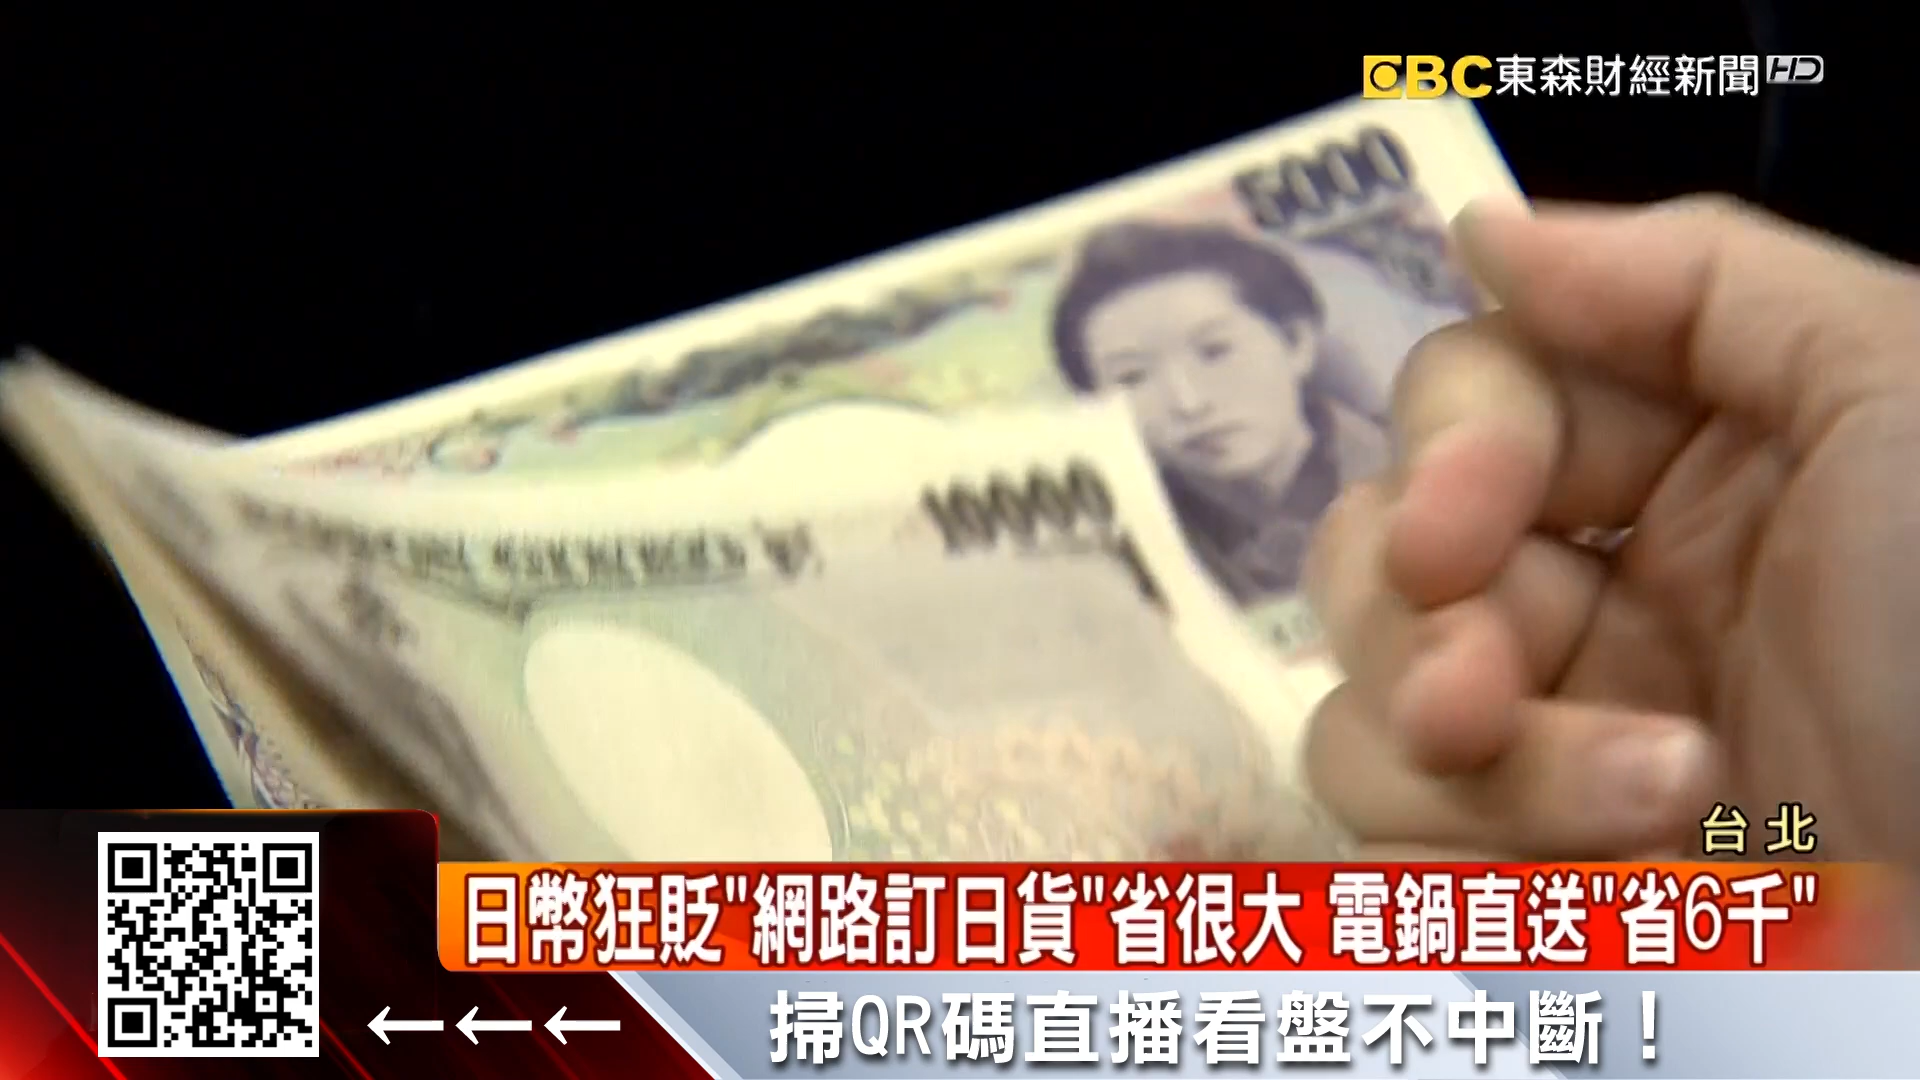 EBC東森財經新聞HD
5000
10000
台北
日幣狂貶"網路訂日貨"省很大 電鍋直送"省6千"
←←← 掃QR碼直播看盤不中斷！